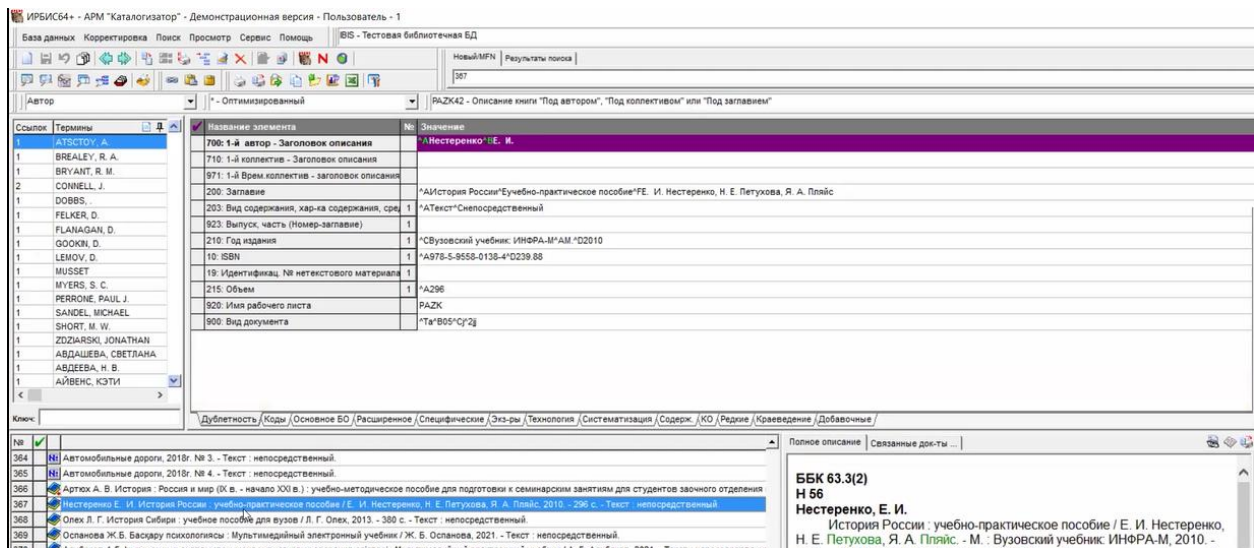 ИРБИС64+ - АРМ "Каталогизатор" - Демонстрационная версия - Пользователь - 1
База данных Корректировка Поиск Просмотр Сервис Помощь IBIS - Тестовая библиотечная БД
Новый/MFN Результаты поиска
367
Автор * - Оптимизированный PAZK42 - Описание книги "Под автором", "Под коллективом" или "Под заглавием"
Ссылок Термины
1 ATSCTOY, A.
1 BREALEY, R. A.
1 BRYANT, R. M.
2 CONNELL, J.
1 DOBBS, .
1 FELKER, D.
1 FLANAGAN, D.
1 GOOKIN, D.
1 LEMOV, D.
1 MUSSET
1 MYERS, S. C.
1 PERRONE, PAUL J.
1 SANDEL, MICHAEL
1 SHORT, M. W.
1 ZDZIARSKI, JONATHAN
1 АВДАШЕВА, СВЕТЛАНА
1 АВДЕЕВА, Н. В.
1 АЙВЕНС, КЭТИ
Ключ:
Название элемента № Значение
700: 1-й автор - Заголовок описания ^AНестеренко^BЕ. И.
710: 1-й коллектив - Заголовок описания
971: 1-й Врем.коллектив - заголовок описания
200: Заглавие ^AИстория России^Eучебно-практическое пособие^FЕ. И. Нестеренко, Н. Е. Петухова, Я. А. Пляйс
203: Вид содержания, хар-ка содержания, сре, 1 ^AТекст^Cнепосредственный
923: Выпуск, часть (Номер-заглавие) 1
210: Год издания 1 ^CВузовский учебник: ИНФРА-М^AМ.^D2010
10: ISBN 1 ^A978-5-9558-0138-4^D239.88
19: Идентификац. № нетекстового материала 1
215: Объем 1 ^A296
920: Имя рабочего листа PAZK
900: Вид документа ^Ta^B05^Cj^2jj
Дублетность Коды Основное БО Расширенное Специфические Экз-ры Технология Систематизация Содерж. КО Редкие Краеведение Добавочные
№
364 Автомобильные дороги, 2018г. № 3. - Текст : непосредственный.
365 Автомобильные дороги, 2018г. № 4. - Текст : непосредственный.
366 Артюх А. В. История : Россия и мир (IX в. - начало XXI в.) : учебно-методическое пособие для подготовки к семинарским занятиям для студентов заочного отделения
367 Нестеренко Е. И. История России : учебно-практическое пособие / Е. И. Нестеренко, Н. Е. Петухова, Я. А. Пляйс, 2010. - 296 с. - Текст : непосредственный.
368 Олех Л. Г. История Сибири : учебное пособие для вузов / Л. Г. Олех, 2013. - 380 с. - Текст : непосредственный.
369 Оспанова Ж.Б. Басқару психологиясы : Мультимедийный электронный учебник / Ж. Б. Оспанова, 2021. - Текст : непосредственный.
Полное описание Связанные док-ты ...
ББК 63.3(2)
Н 56
Нестеренко, Е. И.
История России : учебно-практическое пособие / Е. И. Нестеренко,
Н. Е. Петухова, Я. А. Пляйс. - М. : Вузовский учебник: ИНФРА-М, 2010. -